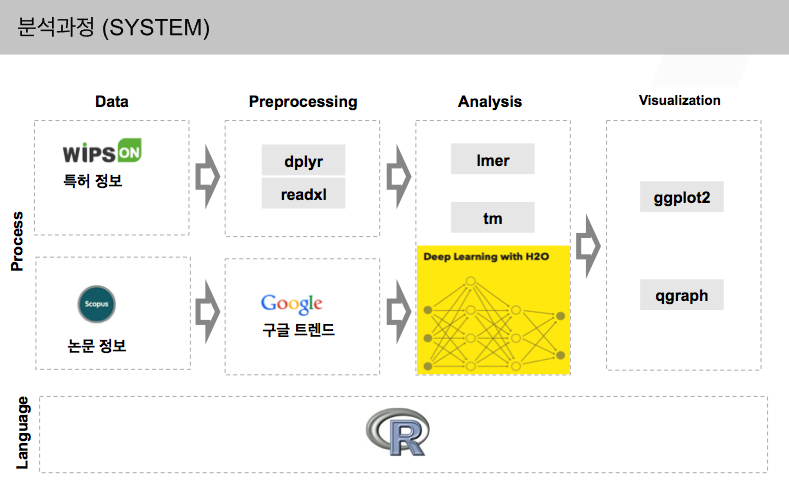 분석과정 (SYSTEM)
Data
Preprocessing
Analysis
Visualization
Process
WIPS ON
특허 정보
dplyr
readxl
lmer
tm
ggplot2
qgraph
Scopus
논문 정보
Google
구글 트렌드
Deep Learning with H2O
Language
R